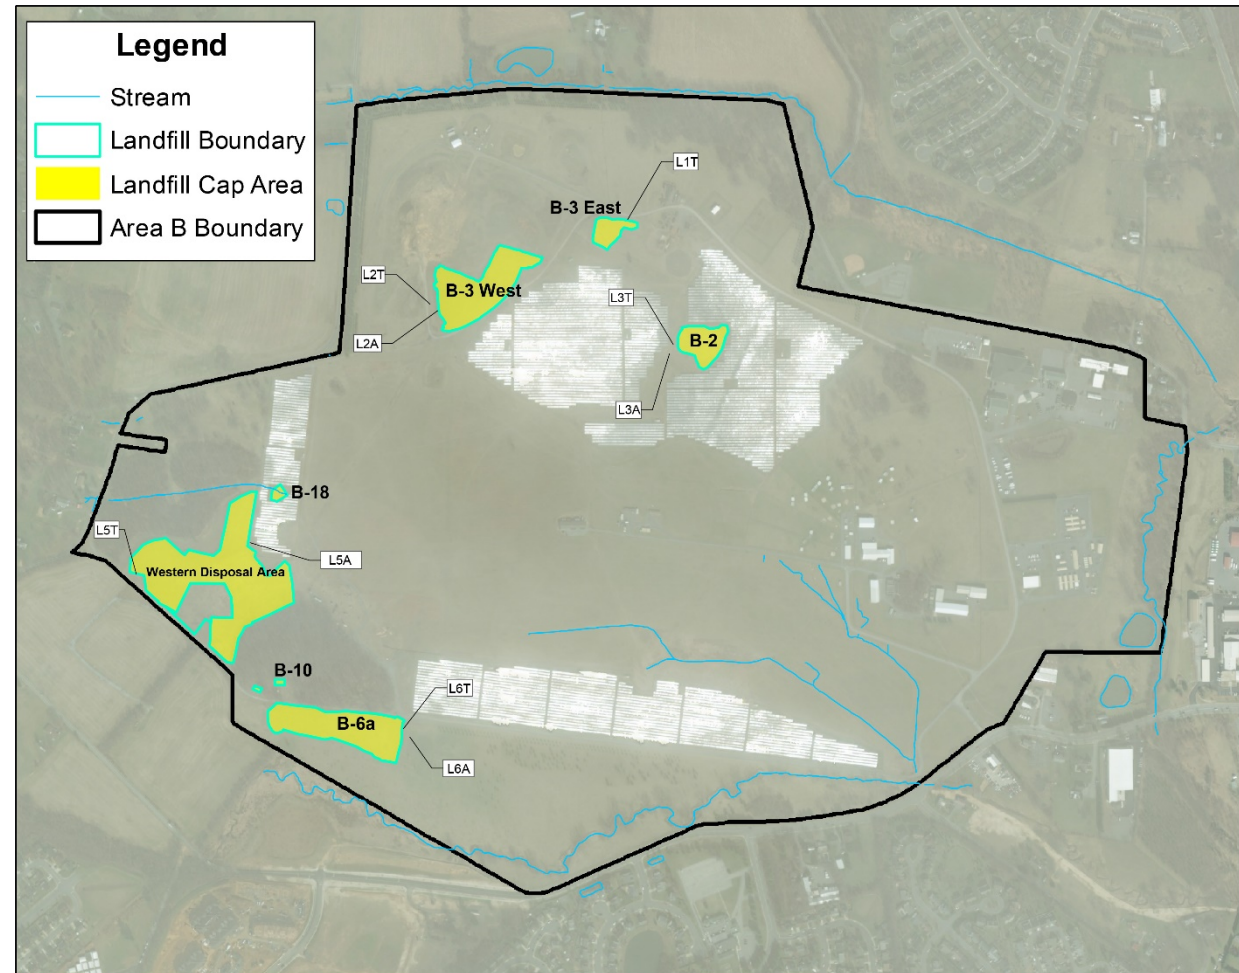 Legend
Stream
Landfill Boundary
Landfill Cap Area
Area B Boundary
L1T
B-3 East
L2T
B-3 West
L3T
L2A
B-2
L3A
B-18
L5T
L5A
Western Disposal Area
B-10
L6T
B-6a
L6A